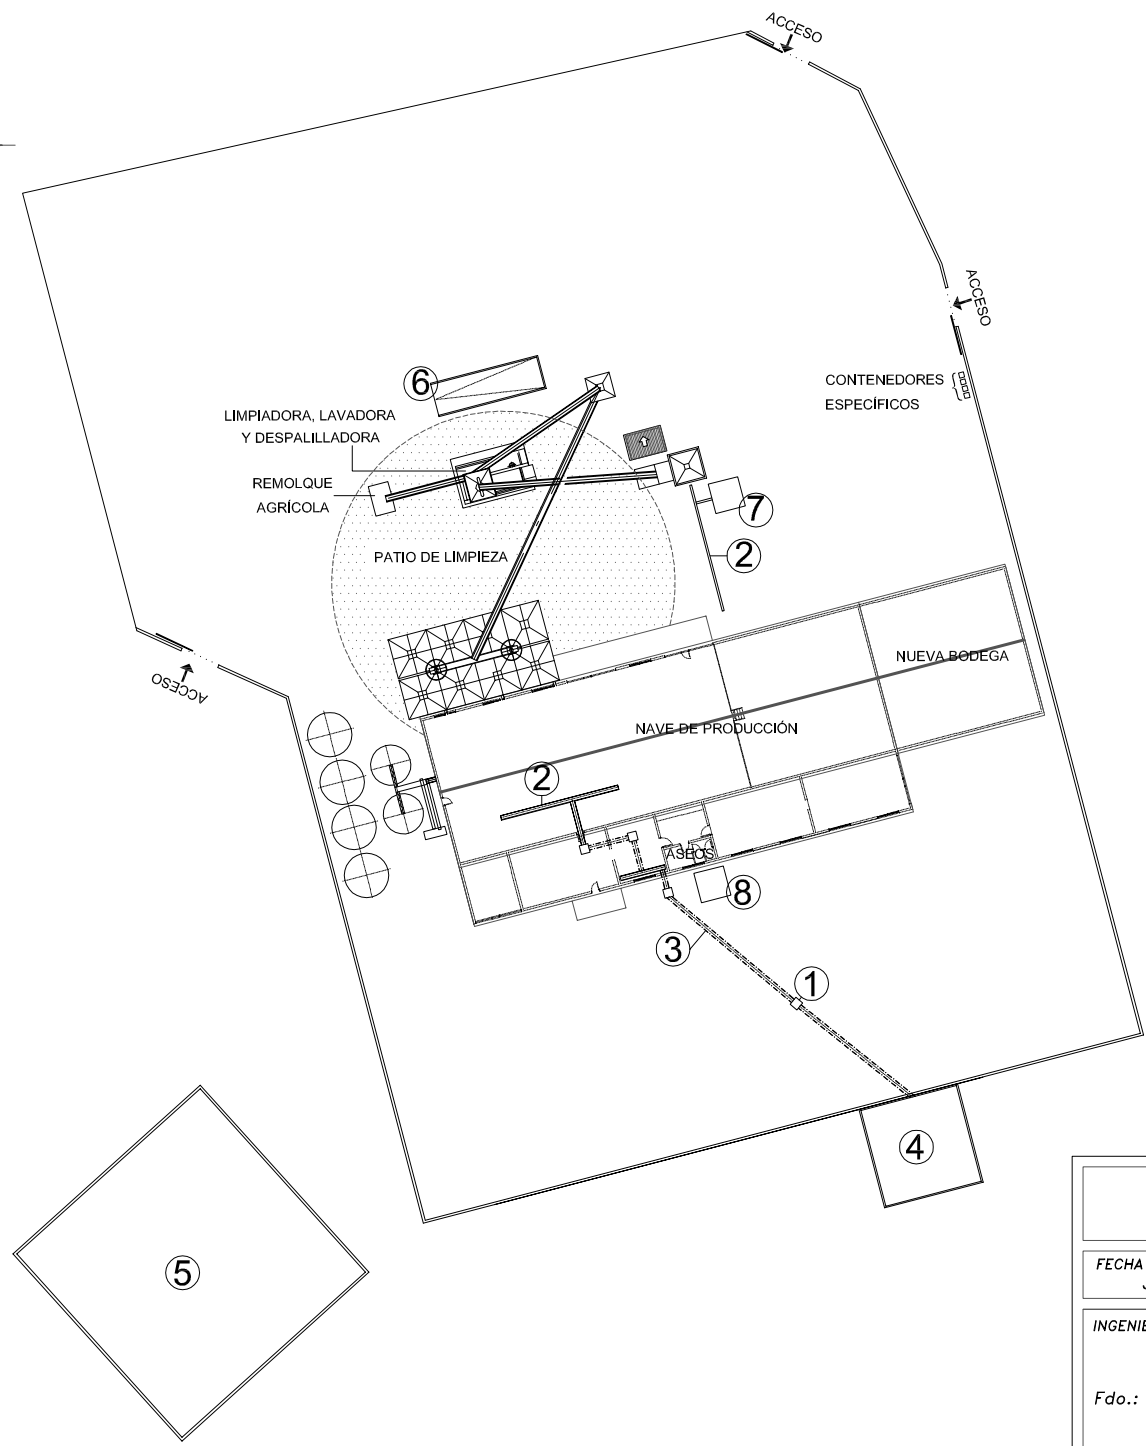 ACCESO
ACCESO
CONTENEDORES
ESPECÍFICOS
6
LIMPIADORA, LAVADORA
Y DESPALILLADORA
REMOLQUE
AGRÍCOLA
7
PATIO DE LIMPIEZA
2
NUEVA BODEGA
ACCESO
NAVE DE PRODUCCIÓN
2
ASEOS
8
3
1
4
5
FECHA
INGENIE
Fdo.: